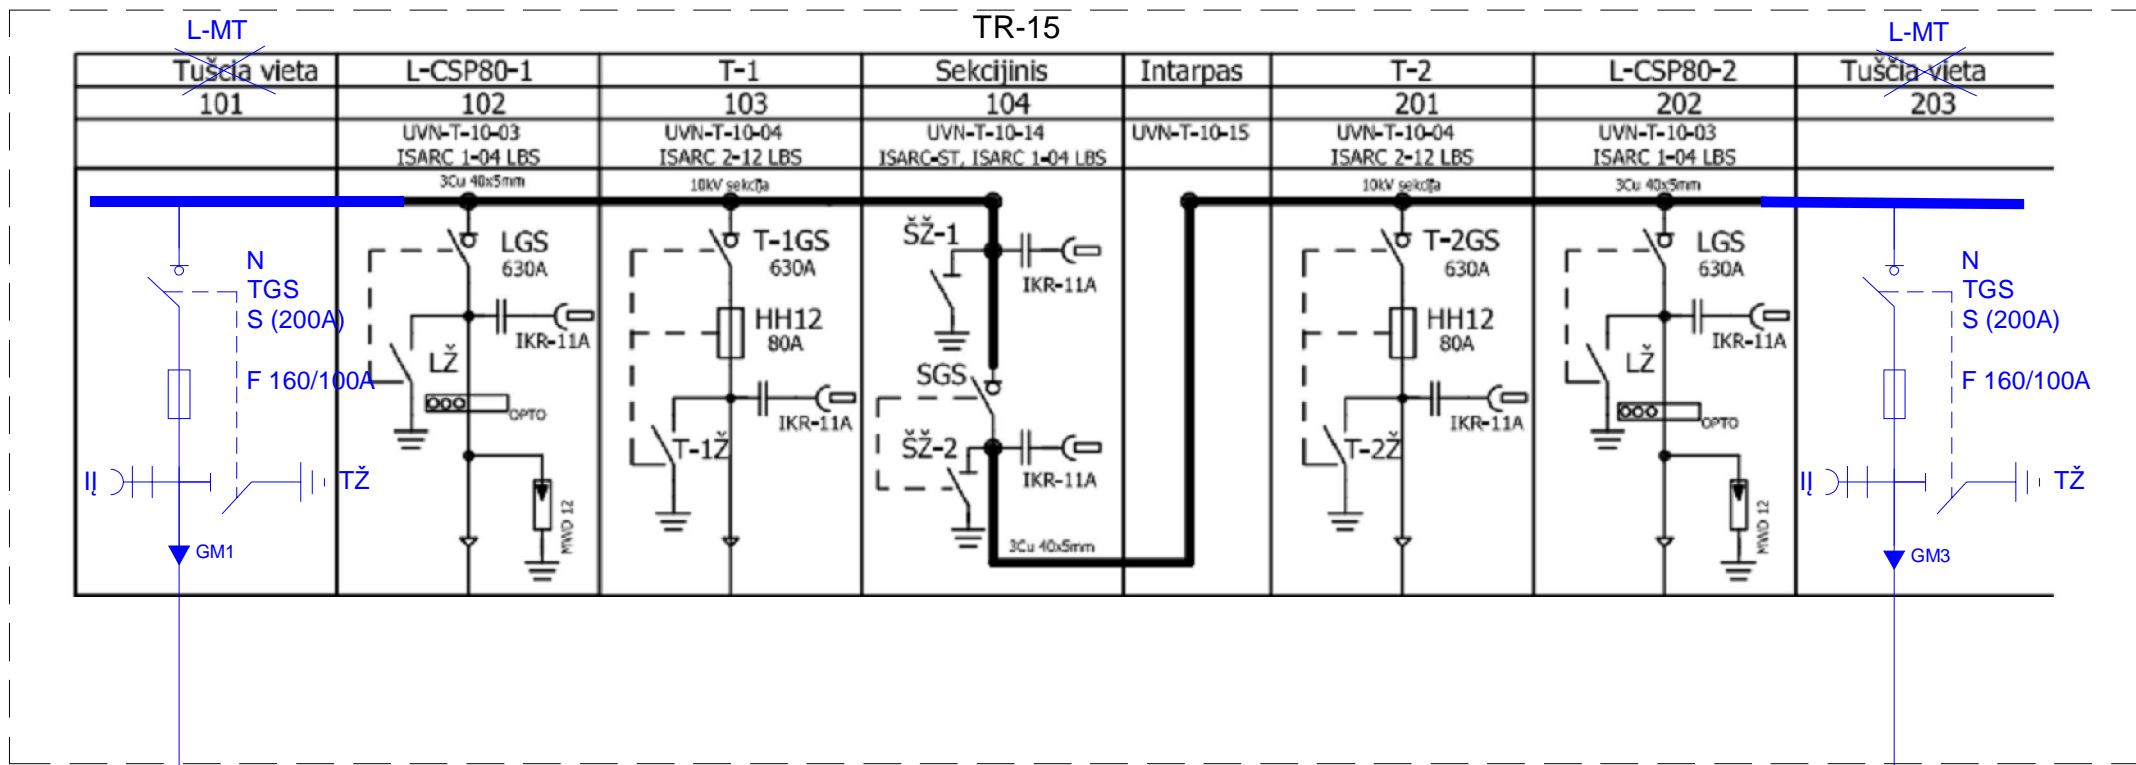 TR-15
L-MT
L-MT
Tuščia vieta
L-CSP80-1
T-1
Sekcijinis
Intarpas
T-2
L-CSP80-2
Tuščia vieta
101
102
103
104
201
202
203
UVN-T-10-03
ISARC 1-04 LBS
UVN-T-10-04
ISARC 2-12 LBS
UVN-T-10-14
ISARC-ST, ISARC 1-04 LBS
UVN-T-10-15
UVN-T-10-04
ISARC 2-12 LBS
UVN-T-10-03
ISARC 1-04 LBS
N
TGS
S (200A)
F 160/100A
IĮ
TŽ
GM1
3Cu 40x5mm
LGS
630A
IKR-11A
LŽ
OPTO
MWD 12
10kV sekcija
T-1GS
630A
HH12
80A
IKR-11A
T-1Ž
ŠŽ-1
IKR-11A
SGS
ŠŽ-2
IKR-11A
3Cu 40x5mm
10kV sekcija
T-2GS
630A
HH12
80A
IKR-11A
T-2Ž
3Cu 40x5mm
LGS
630A
IKR-11A
LŽ
OPTO
MWD 12
N
TGS
S (200A)
F 160/100A
IĮ
TŽ
GM3